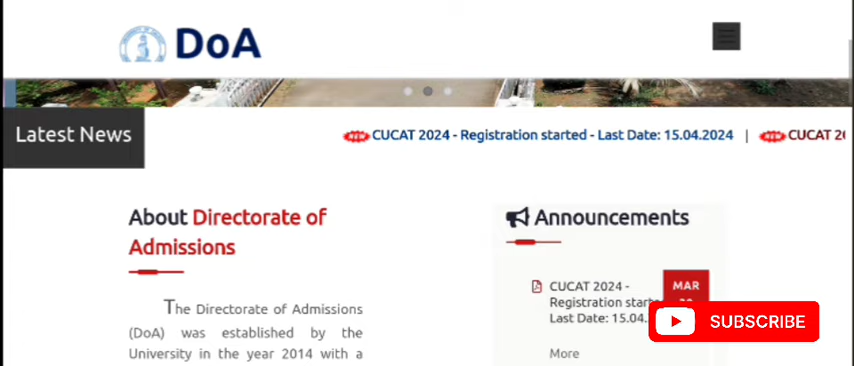 DoA
Latest News
NEW CUCAT 2024 - Registration started - Last Date: 15.04.2024 | NEW CUCAT
About Directorate of
Admissions
The Directorate of Admissions
(DoA) was established by the
University in the year 2014 with a
Announcements
CUCAT 2024 -
Registration
Last Date: 15.04.
More
MAR
SUBSCRIBE